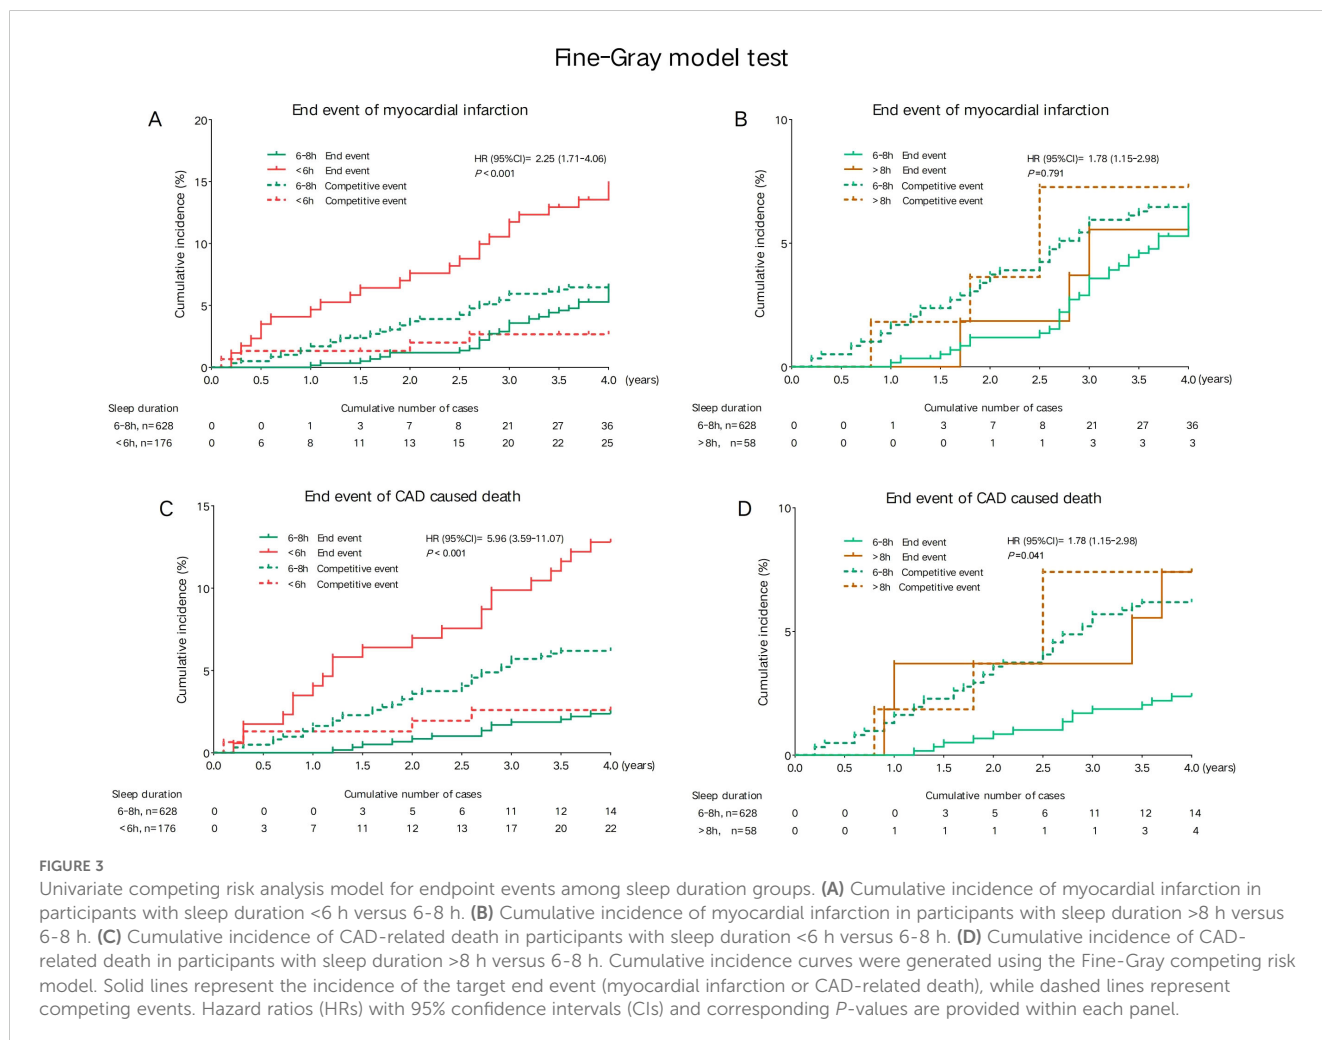 Fine-Gray model test
A
End event of myocardial infarction
Cumulative incidence (%)
20
15
10
5
0
6-8h End event
<6h End event
6-8h Competitive event
<6h Competitive event
HR (95%CI)= 2.25 (1.71-4.06)
P<0.001
0.0 0.5 1.0 1.5 2.0 2.5 3.0 3.5 4.0 (years)
Sleep duration Cumulative number of cases
6-8h, n=628 0 0 1 3 7 8 21 27 36
<6h, n=176 0 6 8 11 13 15 20 22 25
B
End event of myocardial infarction
Cumulative incidence (%)
10
5
0
6-8h End event
>8h End event
6-8h Competitive event
>8h Competitive event
HR (95%CI)= 1.78 (1.15-2.98)
P=0.791
0.0 0.5 1.0 1.5 2.0 2.5 3.0 3.5 4.0 (years)
Sleep duration Cumulative number of cases
6-8h, n=628 0 0 1 3 7 8 21 27 36
>8h, n=58 0 0 0 0 1 1 3 3 3
C
End event of CAD caused death
Cumulative incidence (%)
15
10
5
0
6-8h End event
<6h End event
6-8h Competitive event
<6h Competitive event
HR (95%CI)= 5.96 (3.59-11.07)
P< 0.001
0.0 0.5 1.0 1.5 2.0 2.5 3.0 3.5 4.0 (years)
Sleep duration Cumulative number of cases
6-8h, n=628 0 0 0 3 5 6 11 12 14
<6h, n=176 0 3 7 11 12 13 17 20 22
D
End event of CAD caused death
Cumulative incidence (%)
10
5
0
6-8h End event
>8h End event
6-8h Competitive event
>8h Competitive event
HR (95%CI)= 1.78 (1.15-2.98)
P=0.041
0.0 0.5 1.0 1.5 2.0 2.5 3.0 3.5 4.0 (years)
Sleep duration Cumulative number of cases
6-8h, n=628 0 0 0 3 5 6 11 12 14
>8h, n=58 0 0 1 1 1 1 1 3 4
FIGURE 3
Univariate competing risk analysis model for endpoint events among sleep duration groups. (A) Cumulative incidence of myocardial infarction in
participants with sleep duration <6 h versus 6-8 h. (B) Cumulative incidence of myocardial infarction in participants with sleep duration >8 h versus
6-8 h. (C) Cumulative incidence of CAD-related death in participants with sleep duration <6 h versus 6-8 h. (D) Cumulative incidence of CAD-
related death in participants with sleep duration >8 h versus 6-8 h. Cumulative incidence curves were generated using the Fine-Gray competing risk
model. Solid lines represent the incidence of the target end event (myocardial infarction or CAD-related death), while dashed lines represent
competing events. Hazard ratios (HRs) with 95% confidence intervals (CIs) and corresponding P-values are provided within each panel.